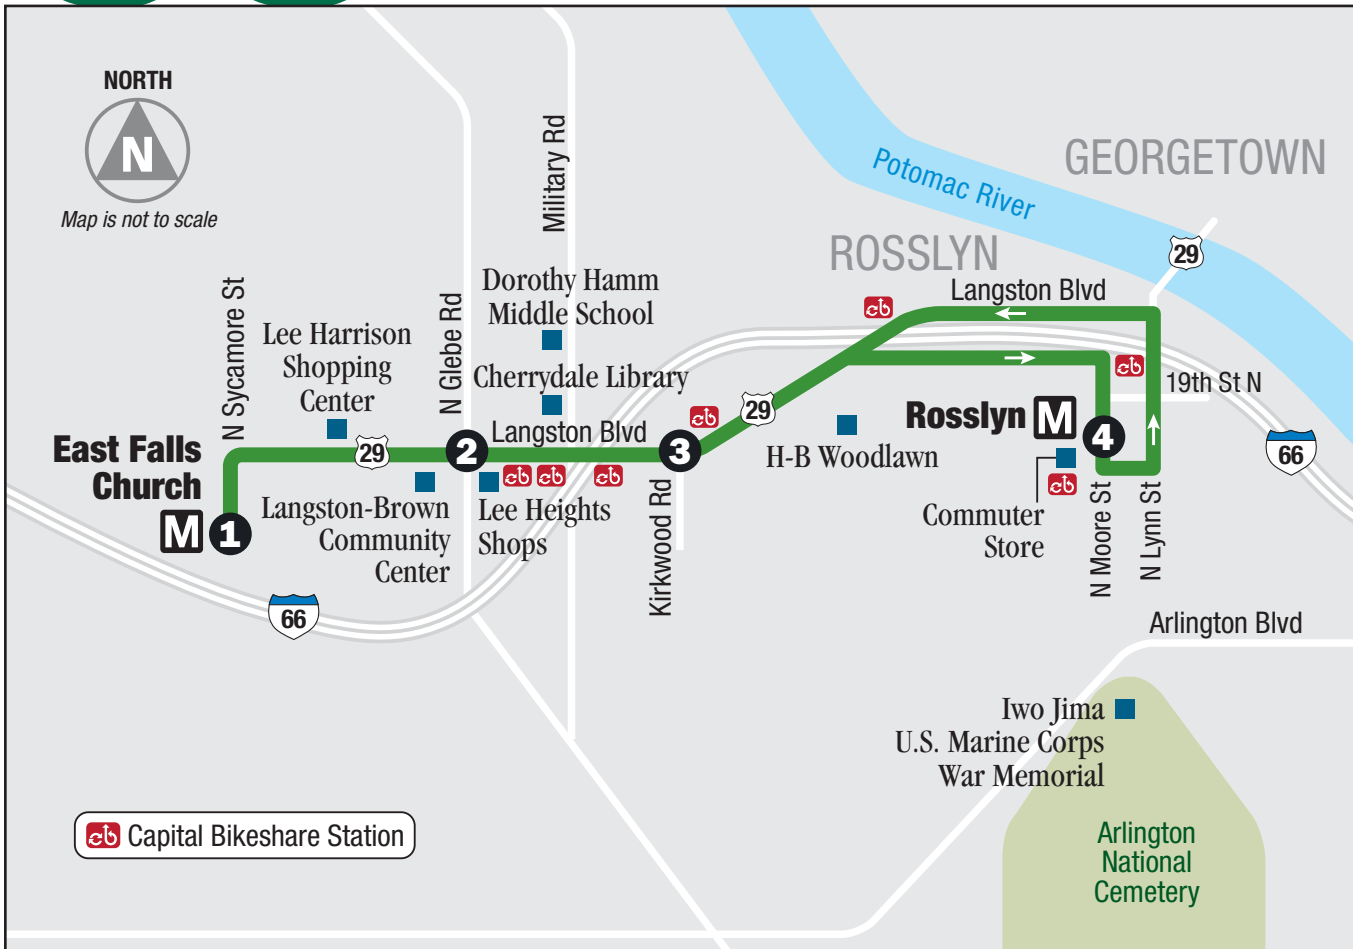 NORTH
N
Map is not to scale
GEORGETOWN
Potomac River
ROSSLYN
29
Langston Blvd
Military Rd
N Glebe Rd
N Sycamore St
Dorothy Hamm
Middle School
Lee Harrison
Shopping
Center
Cherrydale Library
29
19th St N
Rosslyn M
4
East Falls
Church
M 1
29
2
Langston Blvd
3
H-B Woodlawn
66
Langston-Brown
Community
Center
Lee Heights
Shops
Kirkwood Rd
Commuter
Store
N Moore St
N Lynn St
66
Arlington Blvd
Iwo Jima
U.S. Marine Corps
War Memorial
Arlington
National
Cemetery
cb Capital Bikeshare Station